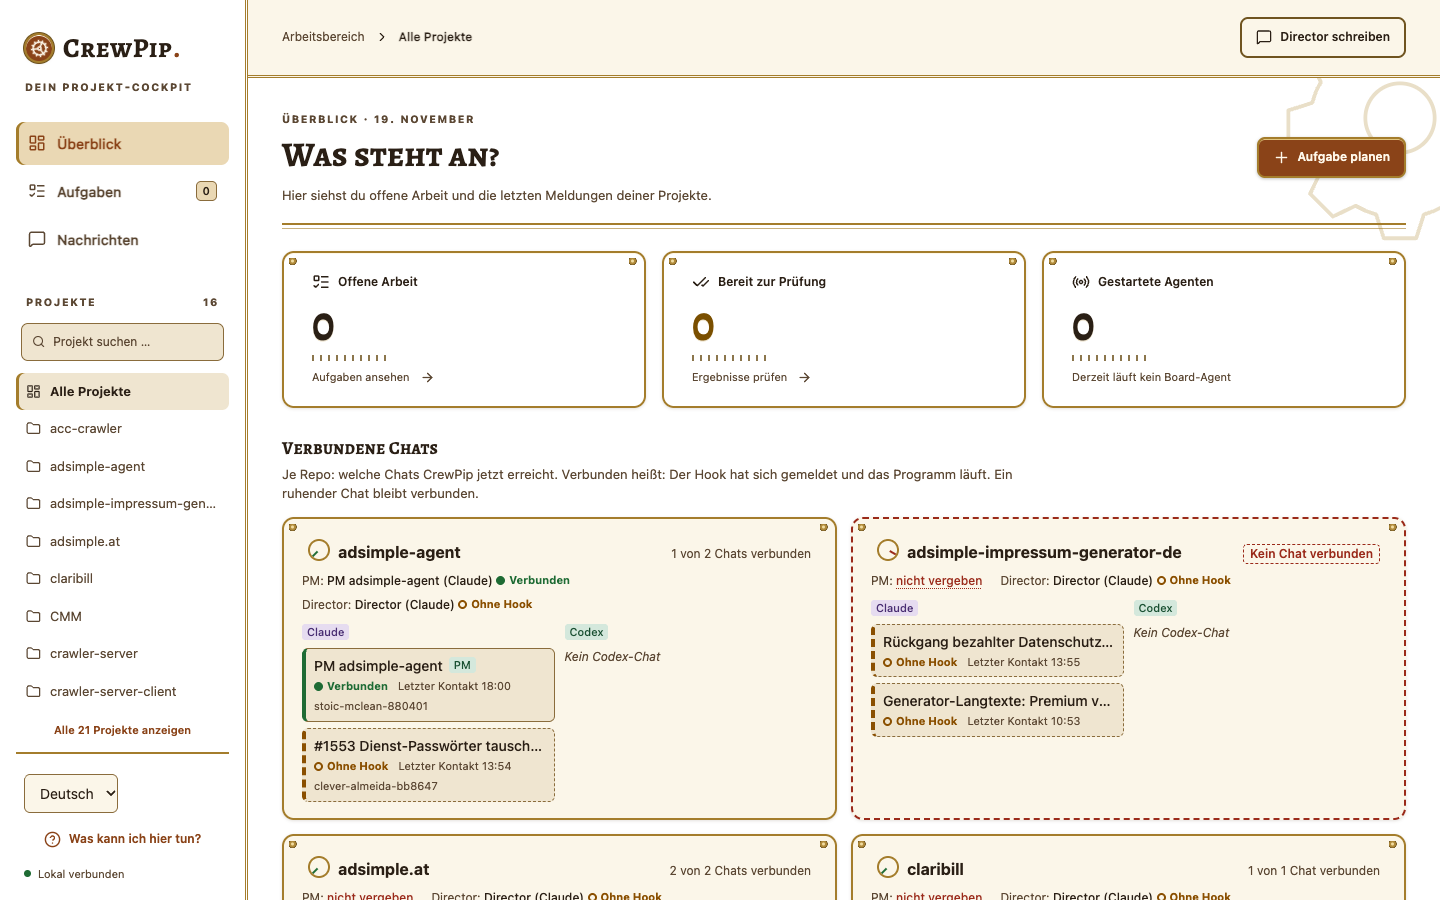 CrewPip.
DEIN PROJEKT-COCKPIT
Überblick
Aufgaben 0
Nachrichten
PROJEKTE 16
Projekt suchen ...
Alle Projekte
acc-crawler
adsimple-agent
adsimple-impressum-gen...
adsimple.at
claribill
CMM
crawler-server
crawler-server-client
Alle 21 Projekte anzeigen
Deutsch
Was kann ich hier tun?
Lokal verbunden
Arbeitsbereich > Alle Projekte
Director schreiben
ÜBERBLICK · 19. NOVEMBER
Was steht an?
Hier siehst du offene Arbeit und die letzten Meldungen deiner Projekte.
+ Aufgabe planen
Offene Arbeit
0
Aufgaben ansehen →
Bereit zur Prüfung
0
Ergebnisse prüfen →
Gestartete Agenten
0
Derzeit läuft kein Board-Agent
Verbundene Chats
Je Repo: welche Chats CrewPip jetzt erreicht. Verbunden heißt: Der Hook hat sich gemeldet und das Programm läuft. Ein
ruhender Chat bleibt verbunden.
adsimple-agent 1 von 2 Chats verbunden
PM: PM adsimple-agent (Claude) Verbunden
Director: Director (Claude) Ohne Hook
Claude
PM adsimple-agent PM
Verbunden Letzter Kontakt 18:00
stoic-mclean-880401
#1553 Dienst-Passwörter tausch...
Ohne Hook Letzter Kontakt 13:54
clever-almeida-bb8647
Codex
Kein Codex-Chat
adsimple-impressum-generator-de Kein Chat verbunden
PM: nicht vergeben Director: Director (Claude) Ohne Hook
Claude
Rückgang bezahlter Datenschutz...
Ohne Hook Letzter Kontakt 13:55
Generator-Langtexte: Premium v...
Ohne Hook Letzter Kontakt 10:53
Codex
Kein Codex-Chat
adsimple.at 2 von 2 Chats verbunden
PM: nicht vergeben Director: Director (Claude) Ohne Hook
claribill 1 von 1 Chat verbunden
PM: nicht vergeben Director: Director (Claude) Ohne Hook